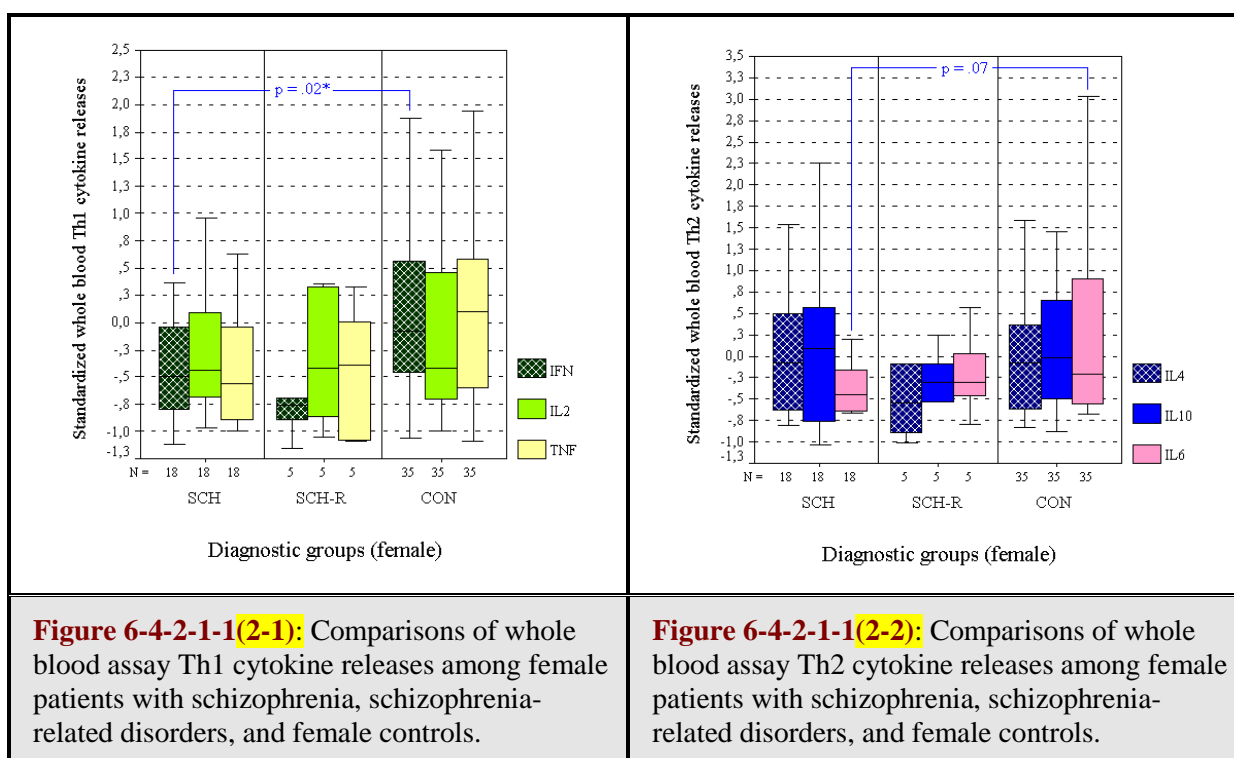 Standardized whole blood Th1 cytokine releases
2,5
2,3
2,0
1,8
1,5
1,3
1,0
,8
,5
,3
0,0
-,3
-,5
-,8
-1,0
-1,3
p = .02*
IFN
IL2
TNF
N = 18 18 18 5 5 5 35 35 35
SCH SCH-R CON
Diagnostic groups (female)
Standardized whole blood Th2 cytokine releases
3,5
3,3
3,0
2,8
2,5
2,3
2,0
1,8
1,5
1,3
1,0
,8
,5
,3
0,0
-,3
-,5
-,8
-1,0
-1,3
p = .07
IL4
IL10
IL6
N = 18 18 18 5 5 5 35 35 35
SCH SCH-R CON
Diagnostic groups (female)
Figure 6-4-2-1-1(2-1): Comparisons of whole
blood assay Th1 cytokine releases among female
patients with schizophrenia, schizophrenia-
related disorders, and female controls.
Figure 6-4-2-1-1(2-2): Comparisons of whole
blood assay Th2 cytokine releases among female
patients with schizophrenia, schizophrenia-
related disorders, and female controls.